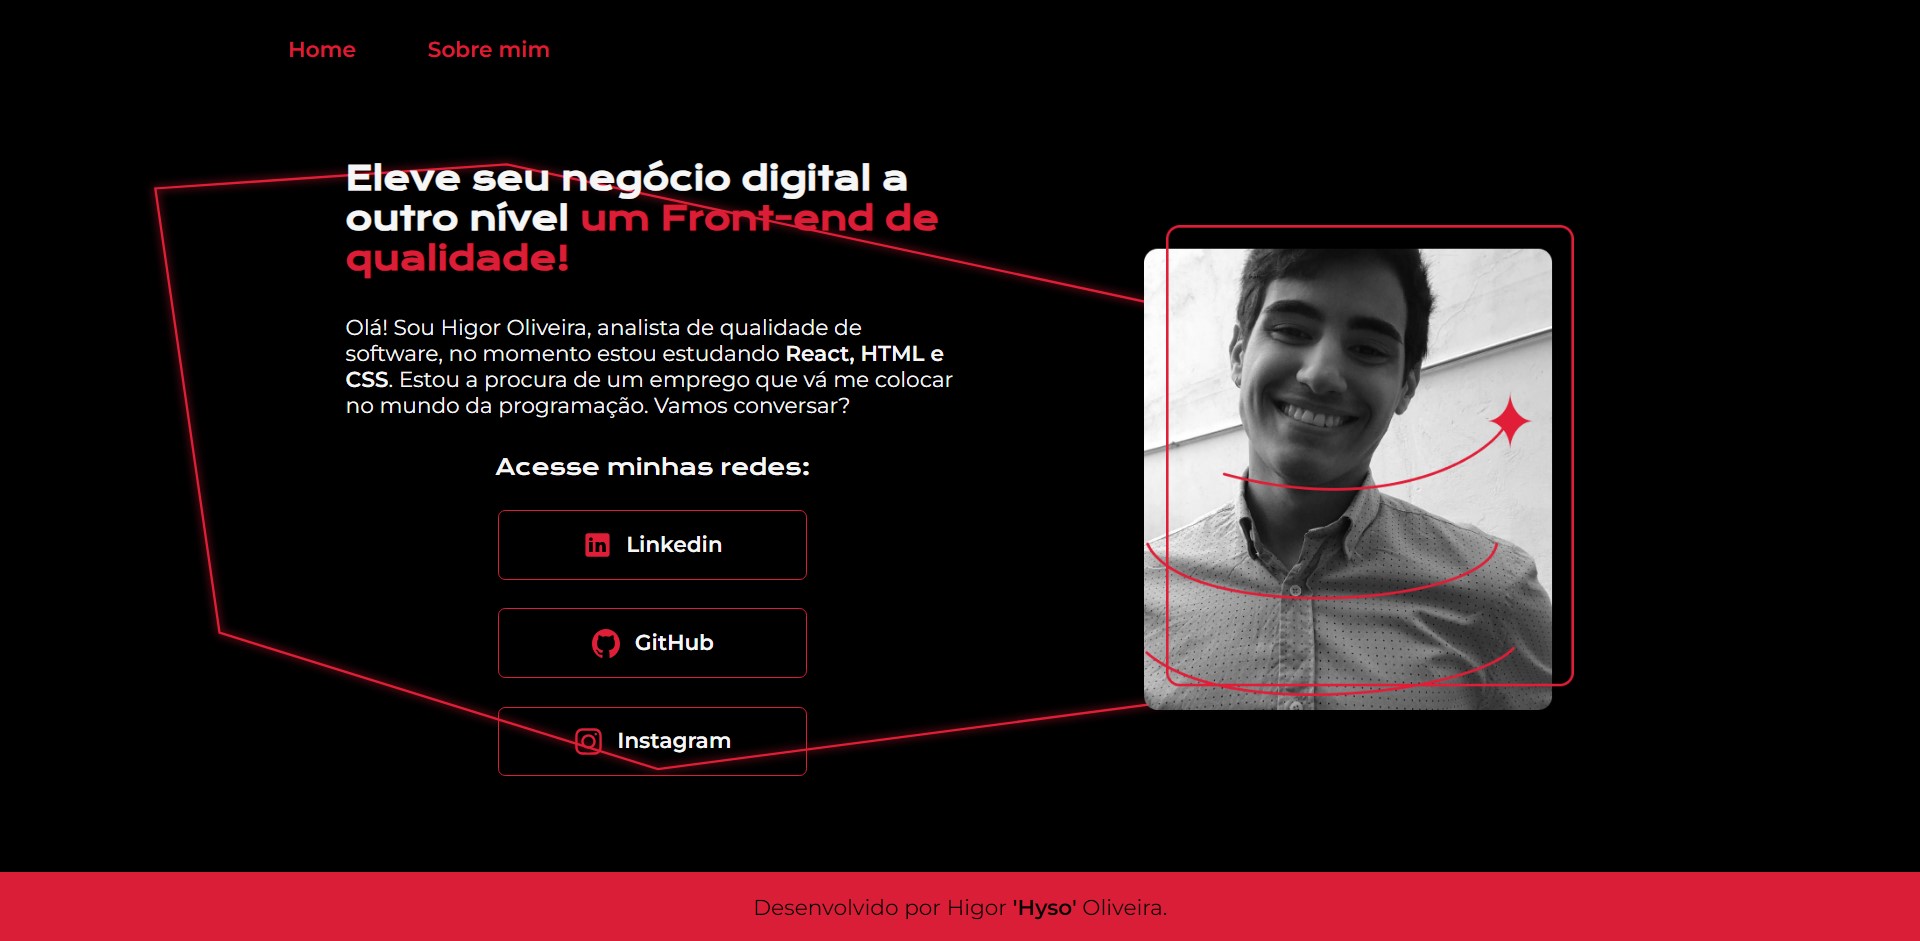 Home
Sobre mim
Eleve seu negócio digital a
outro nível um Front-end de
qualidade!
Olá! Sou Higor Oliveira, analista de qualidade de
software, no momento estou estudando React, HTML e
CSS. Estou a procura de um emprego que vá me colocar
no mundo da programação. Vamos conversar?
Acesse minhas redes:
in Linkedin
GitHub
Instagram
Desenvolvido por Higor 'Hyso' Oliveira.